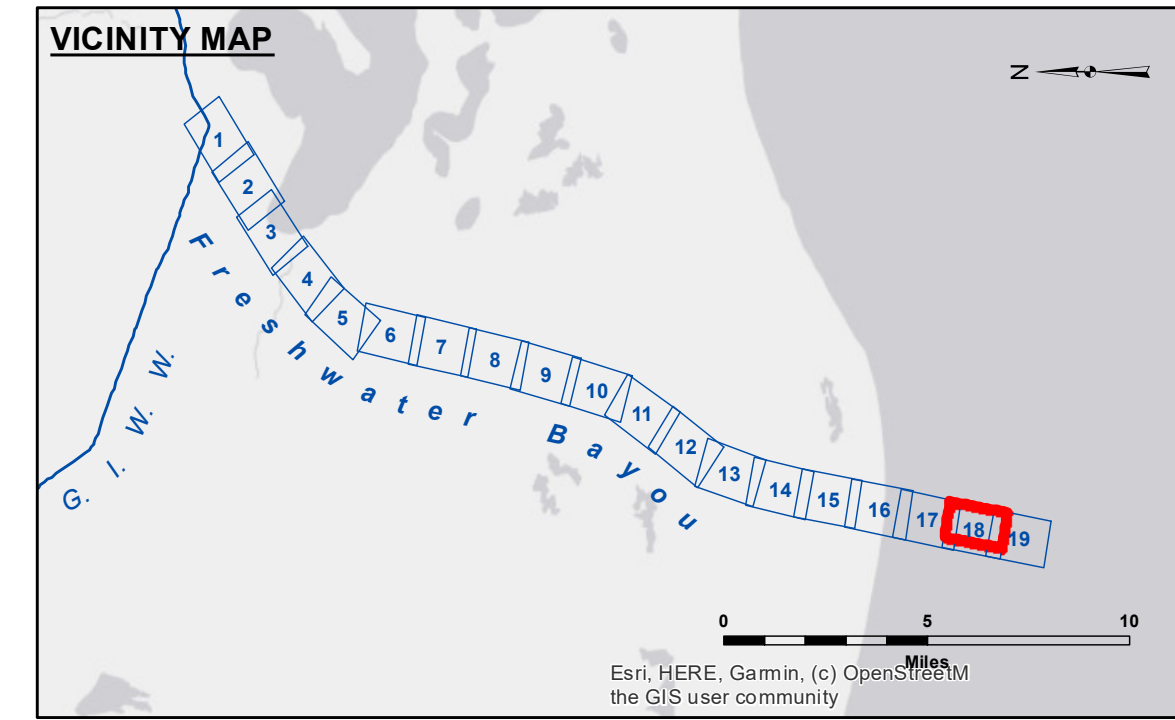 VICINITY MAP
N
1
2
3
4
5
6
7
8
9
10
11
12
13
14
15
16
17
18
19
Freshwater Bayou
G. I. W. W.
0 5 10
Miles
Esri, HERE, Garmin, (c) OpenStreetM
the GIS user community